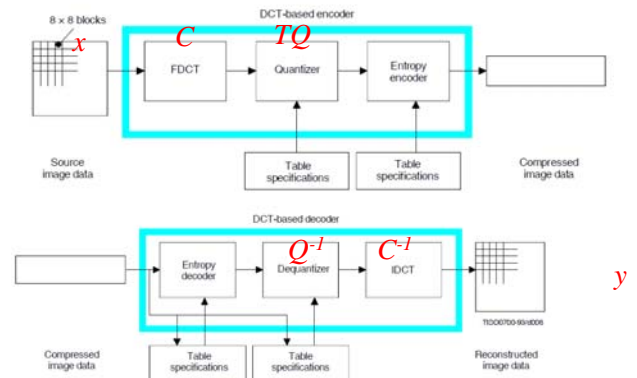 DCT-based encoder
8 × 8 blocks
x
C
TQ
FDCT
Quantizer
Entropy
encoder
Source
image data
Table
specifications
Table
specifications
Compressed
image data
DCT-based decoder
Q-1
C-1
Entropy
decoder
Dequantizer
IDCT
y
Compressed
image data
Table
specifications
Table
specifications
Reconstructed
image data